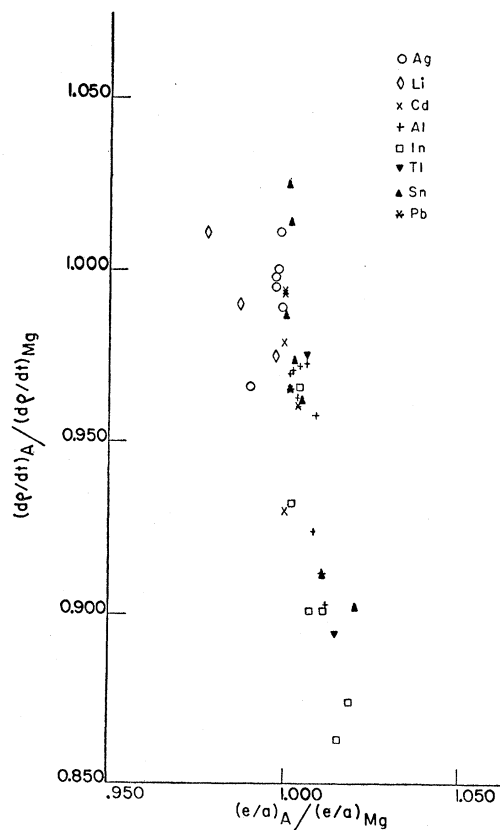 Ag
Li
Cd
Al
In
Tl
Sn
Pb
1.050
1.000
0.950
0.900
0.850
(dρ/dt)A/(dρ/dt)Mg
.950
1.000
1.050
(e/a)A/(e/a)Mg